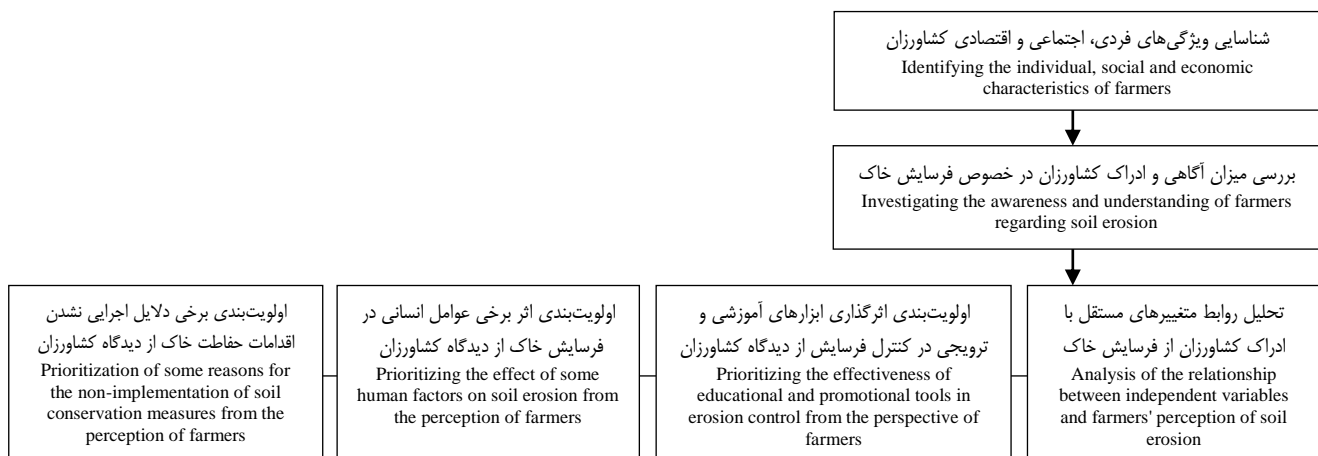 شناسایی ویژگی‌های فردی، اجتماعی و اقتصادی کشاورزان
Identifying the individual, social and economic
characteristics of farmers
بررسی میزان آگاهی و ادراک کشاورزان در خصوص فرسایش خاک
Investigating the awareness and understanding of farmers
regarding soil erosion
تحلیل روابط متغییرهای مستقل با
ادراک کشاورزان از فرسایش خاک
Analysis of the relationship
between independent variables
and farmers' perception of soil
erosion
اولویت‌بندی اثرگذاری ابزارهای آموزشی و
ترویجی در کنترل فرسایش از دیدگاه کشاورزان
Prioritizing the effectiveness of
educational and promotional tools in
erosion control from the perspective of
farmers
اولویت‌بندی اثر برخی عوامل انسانی در
فرسایش خاک از دیدگاه کشاورزان
Prioritizing the effect of some
human factors on soil erosion from
the perception of farmers
اولویت‌بندی برخی دلایل اجرایی نشدن
اقدامات حفاطت خاک از دیدگاه کشاورزان
Prioritization of some reasons for
the non-implementation of soil
conservation measures from the
perception of farmers